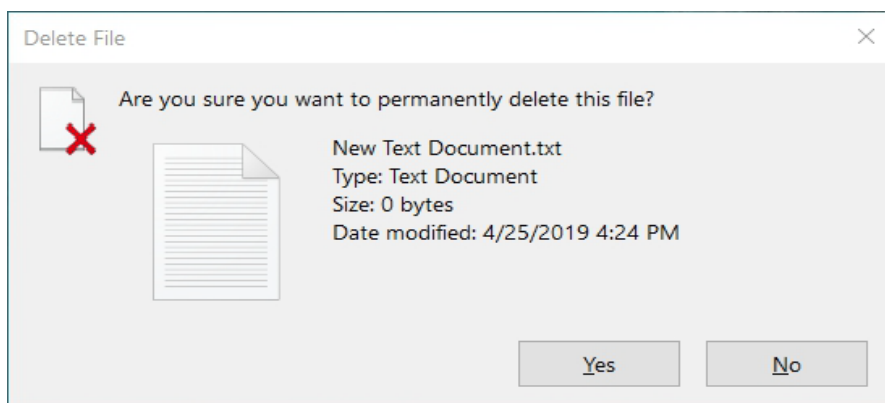 Delete File
Are you sure you want to permanently delete this file?
New Text Document.txt
Type: Text Document
Size: 0 bytes
Date modified: 4/25/2019 4:24 PM
Yes
No